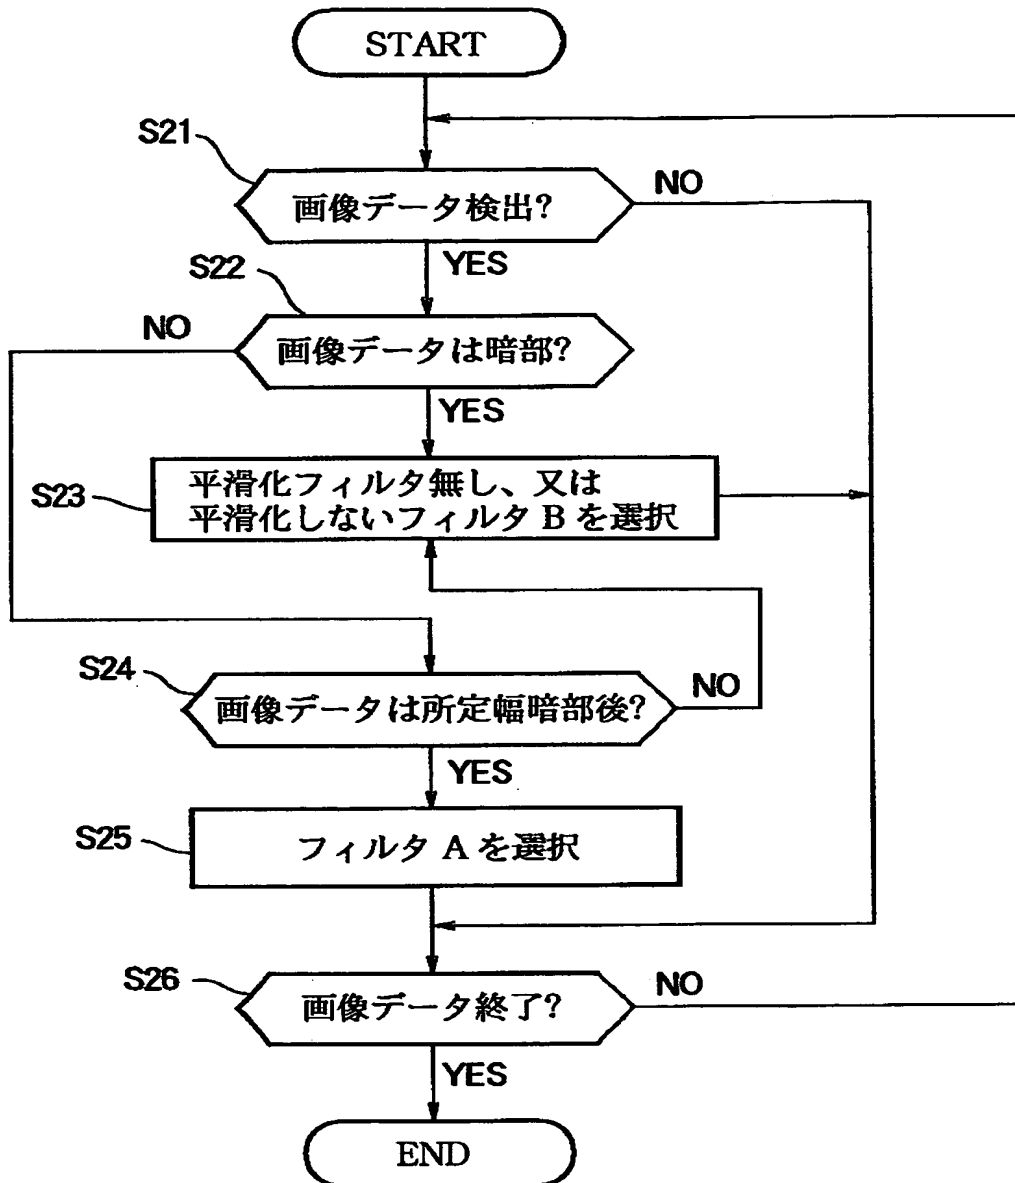 START
S21
画像データ検出?
NO
YES
S22
画像データは暗部?
NO
YES
S23
平滑化フィルタ無し、又は
平滑化しないフィルタ B を選択
S24
画像データは所定幅暗部後?
NO
YES
S25
フィルタ A を選択
S26
画像データ終了?
NO
YES
END